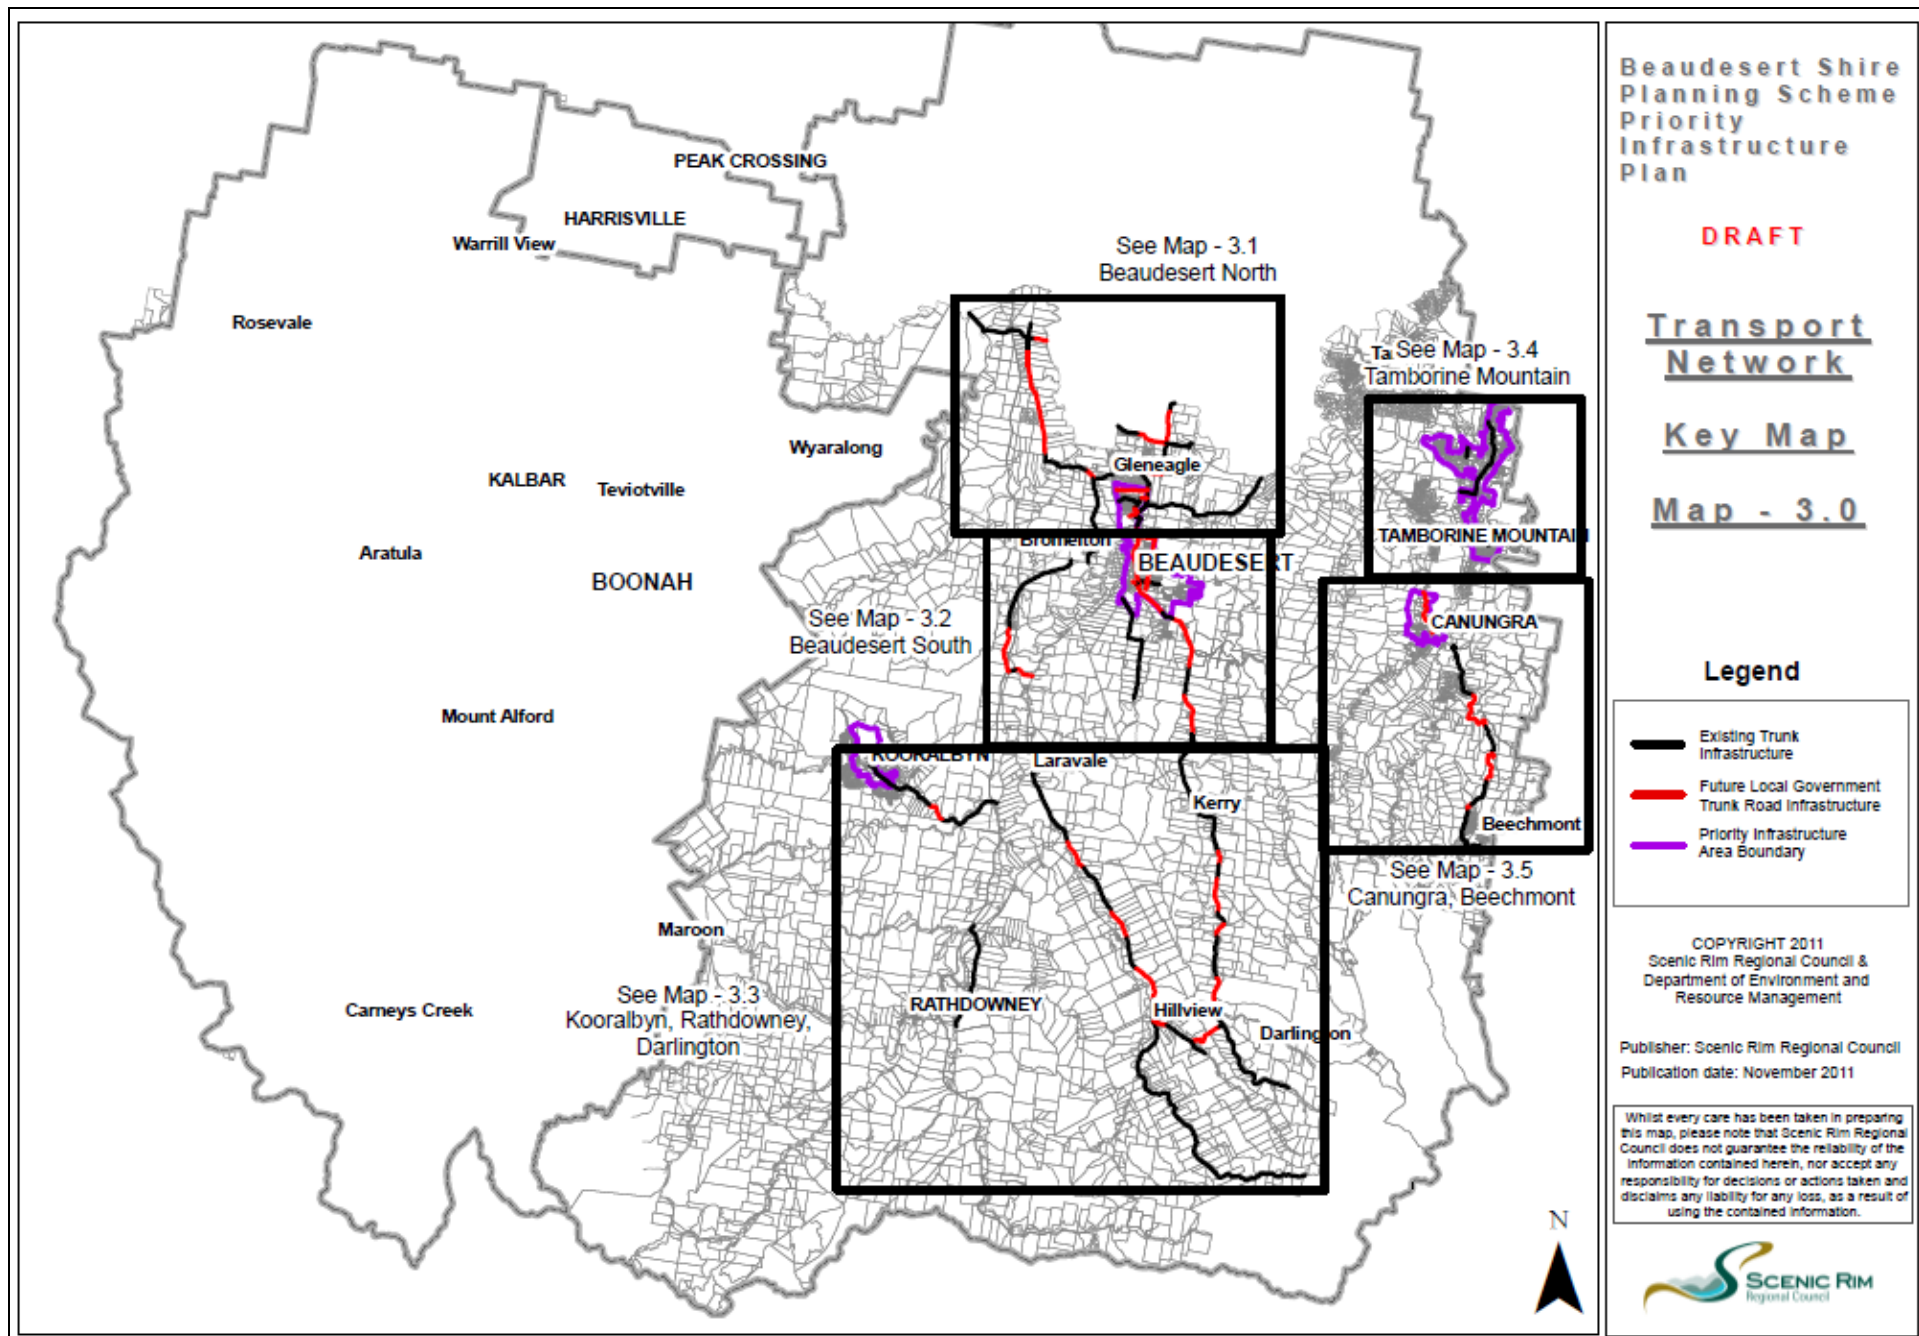 PEAK CROSSING
HARRISVILLE
Warrill View
Rosevale
See Map - 3.1
Beaudesert North
Ta
See Map - 3.4
Tamborine Mountain
Wyaralong
KALBAR
Teviotville
Gleneagle
Aratula
BOONAH
Bromelton
BEAUDESERT
TAMBORINE MOUNTAIN
See Map - 3.2
Beaudesert South
CANUNGRA
Mount Alford
KOORALBYN
Laravale
Kerry
Beechmont
See Map - 3.5
Canungra, Beechmont
Maroon
See Map - 3.3
Kooralbyn, Rathdowney,
Darlington
RATHDOWNEY
Carneys Creek
Hillview
Darlington
N
Beaudesert Shire
Planning Scheme
Priority
Infrastructure
Plan
DRAFT
Transport
Network
Key Map
Map - 3.0
Legend
Existing Trunk
Infrastructure
Future Local Government
Trunk Road Infrastructure
Priority Infrastructure
Area Boundary
COPYRIGHT 2011
Scenic Rim Regional Council &
Department of Environment and
Resource Management
Publisher: Scenic Rim Regional Council
Publication date: November 2011
Whilst every care has been taken in preparing
this map, please note that Scenic Rim Regional
Council does not guarantee the reliability of the
information contained herein, nor accept any
responsibility for decisions or actions taken and
disclaims any liability for any loss, as a result of
using the contained information.
SCENIC RIM
Regional Council